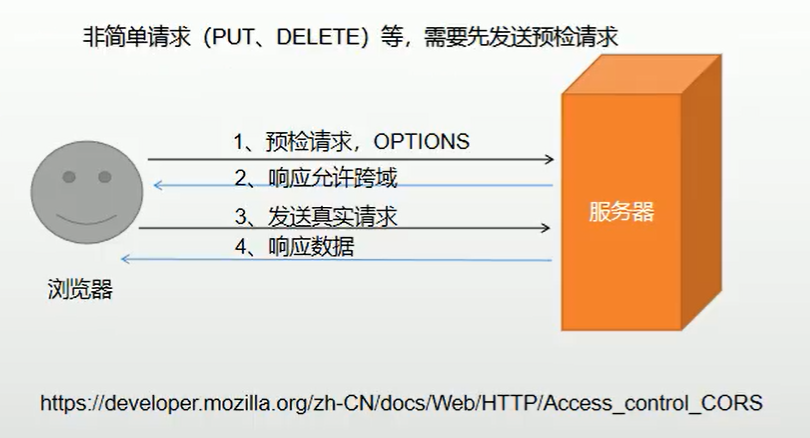 非简单请求（PUT、DELETE）等，需要先发送预检请求
1、预检请求，OPTIONS
2、响应允许跨域
3、发送真实请求
4、响应数据
服务器
浏览器
https://developer.mozilla.org/zh-CN/docs/Web/HTTP/Access_control_CORS